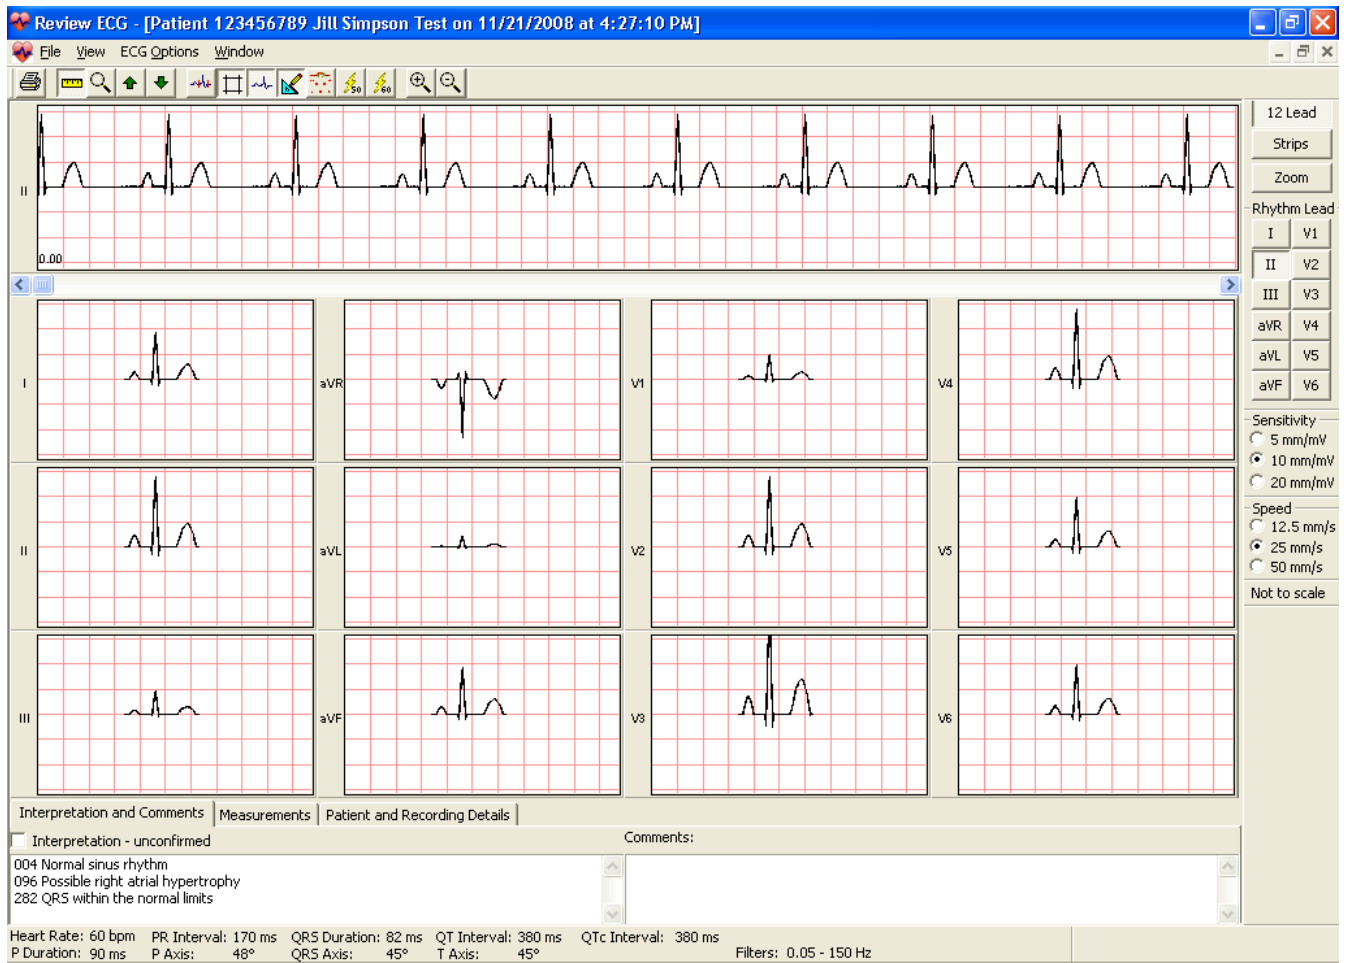 Review ECG - [Patient 123456789 Jill Simpson Test on 11/21/2008 at 4:27:10 PM]
File View ECG Options Window
50 60
12 Lead
Strips
Zoom
II
0.00
Rhythm Lead
I V1
II V2
III V3
aVR V4
aVL V5
aVF V6
I aVR V1 V4
II aVL V2 V5
III aVF V3 V6
Sensitivity
5 mm/mV
10 mm/mV
20 mm/mV
Speed
12.5 mm/s
25 mm/s
50 mm/s
Not to scale
Interpretation and Comments Measurements Patient and Recording Details
Interpretation - unconfirmed Comments:
004 Normal sinus rhythm
096 Possible right atrial hypertrophy
282 QRS within the normal limits
Heart Rate: 60 bpm PR Interval: 170 ms QRS Duration: 82 ms QT Interval: 380 ms QTc Interval: 380 ms
P Duration: 90 ms P Axis: 48° QRS Axis: 45° T Axis: 45° Filters: 0.05 - 150 Hz